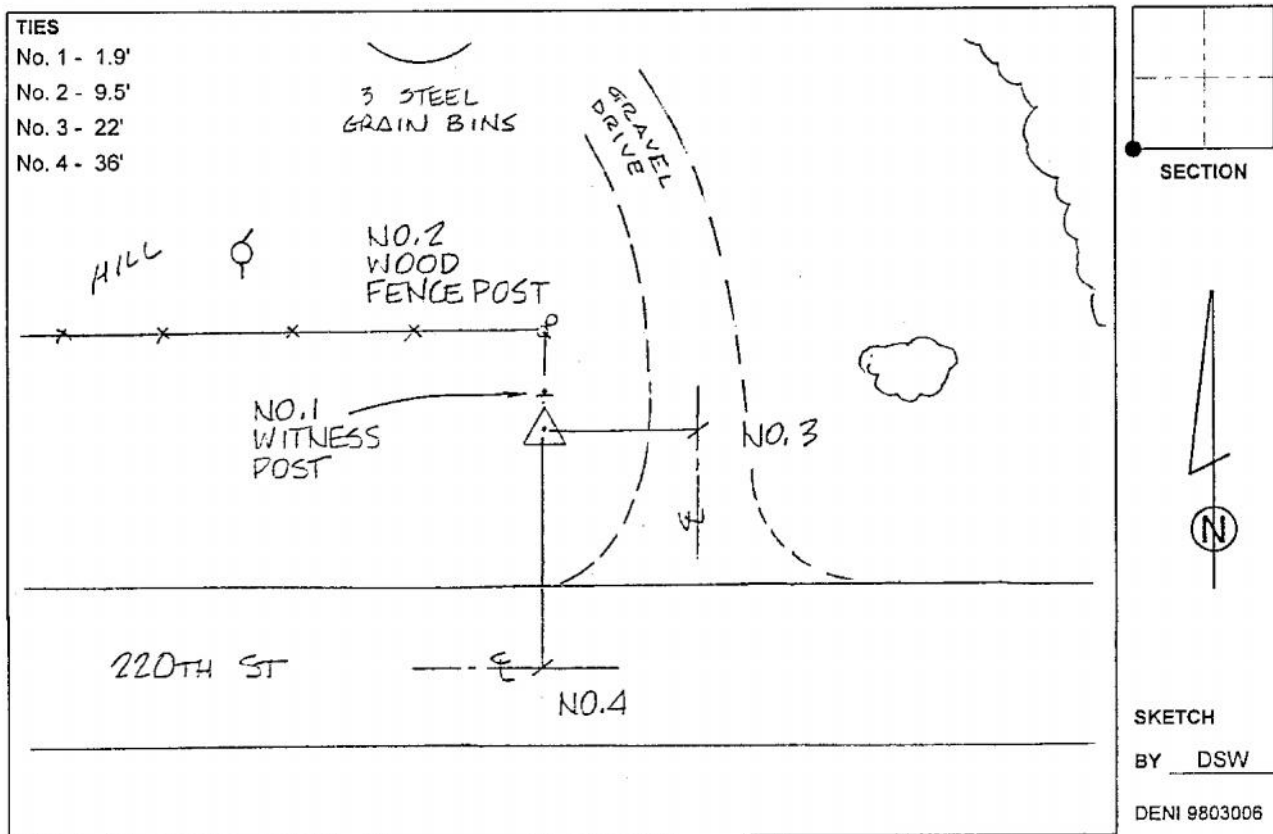 TIES
No. 1 - 1.9'
No. 2 - 9.5'
No. 3 - 22'
No. 4 - 36'
3 STEEL
GRAIN BINS
GRAVEL
DRIVE
SECTION
HILL
NO.2
WOOD
FENCE POST
NO.1
WITNESS
POST
NO.3
℄
N
220TH ST
℄
NO.4
SKETCH
BY DSW
DENI 9803006